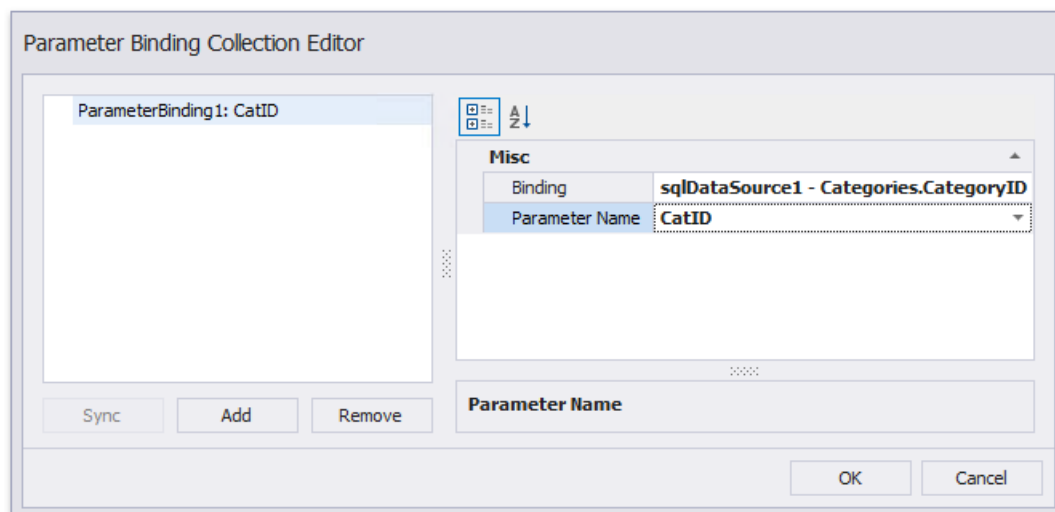 Parameter Binding Collection Editor
ParameterBinding1: CatID
Misc
Binding sqlDataSource1 - Categories.CategoryID
Parameter Name CatID
Sync Add Remove
Parameter Name
OK Cancel